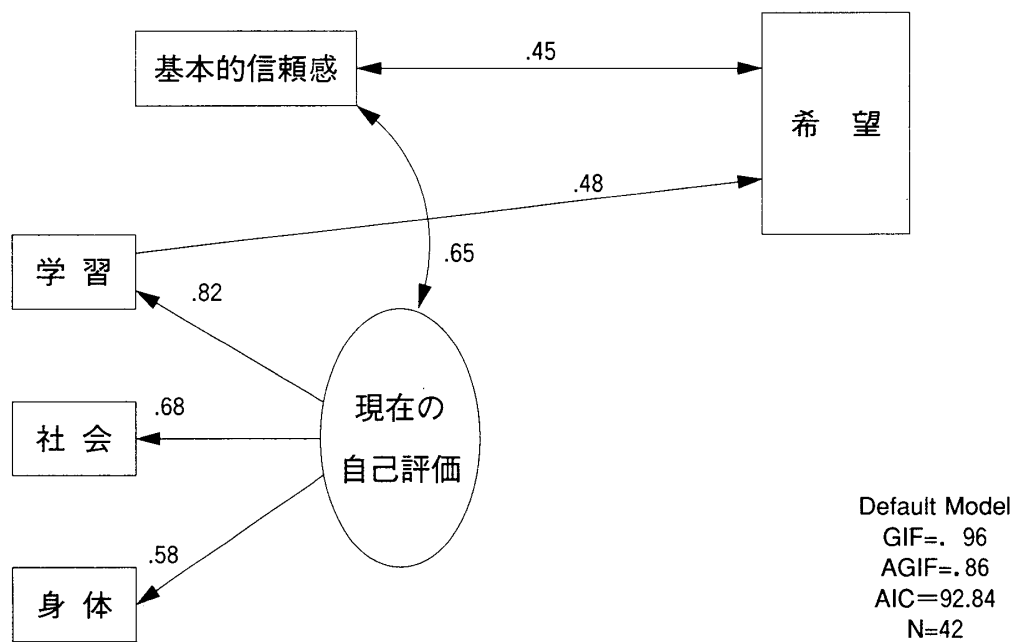 基本的信頼感
.45
希 望
.48
学 習
.65
.82
現在の
自己評価
社 会
.68
.58
身 体
Default Model
GIF=. 96
AGIF=.86
AIC=92.84
N=42